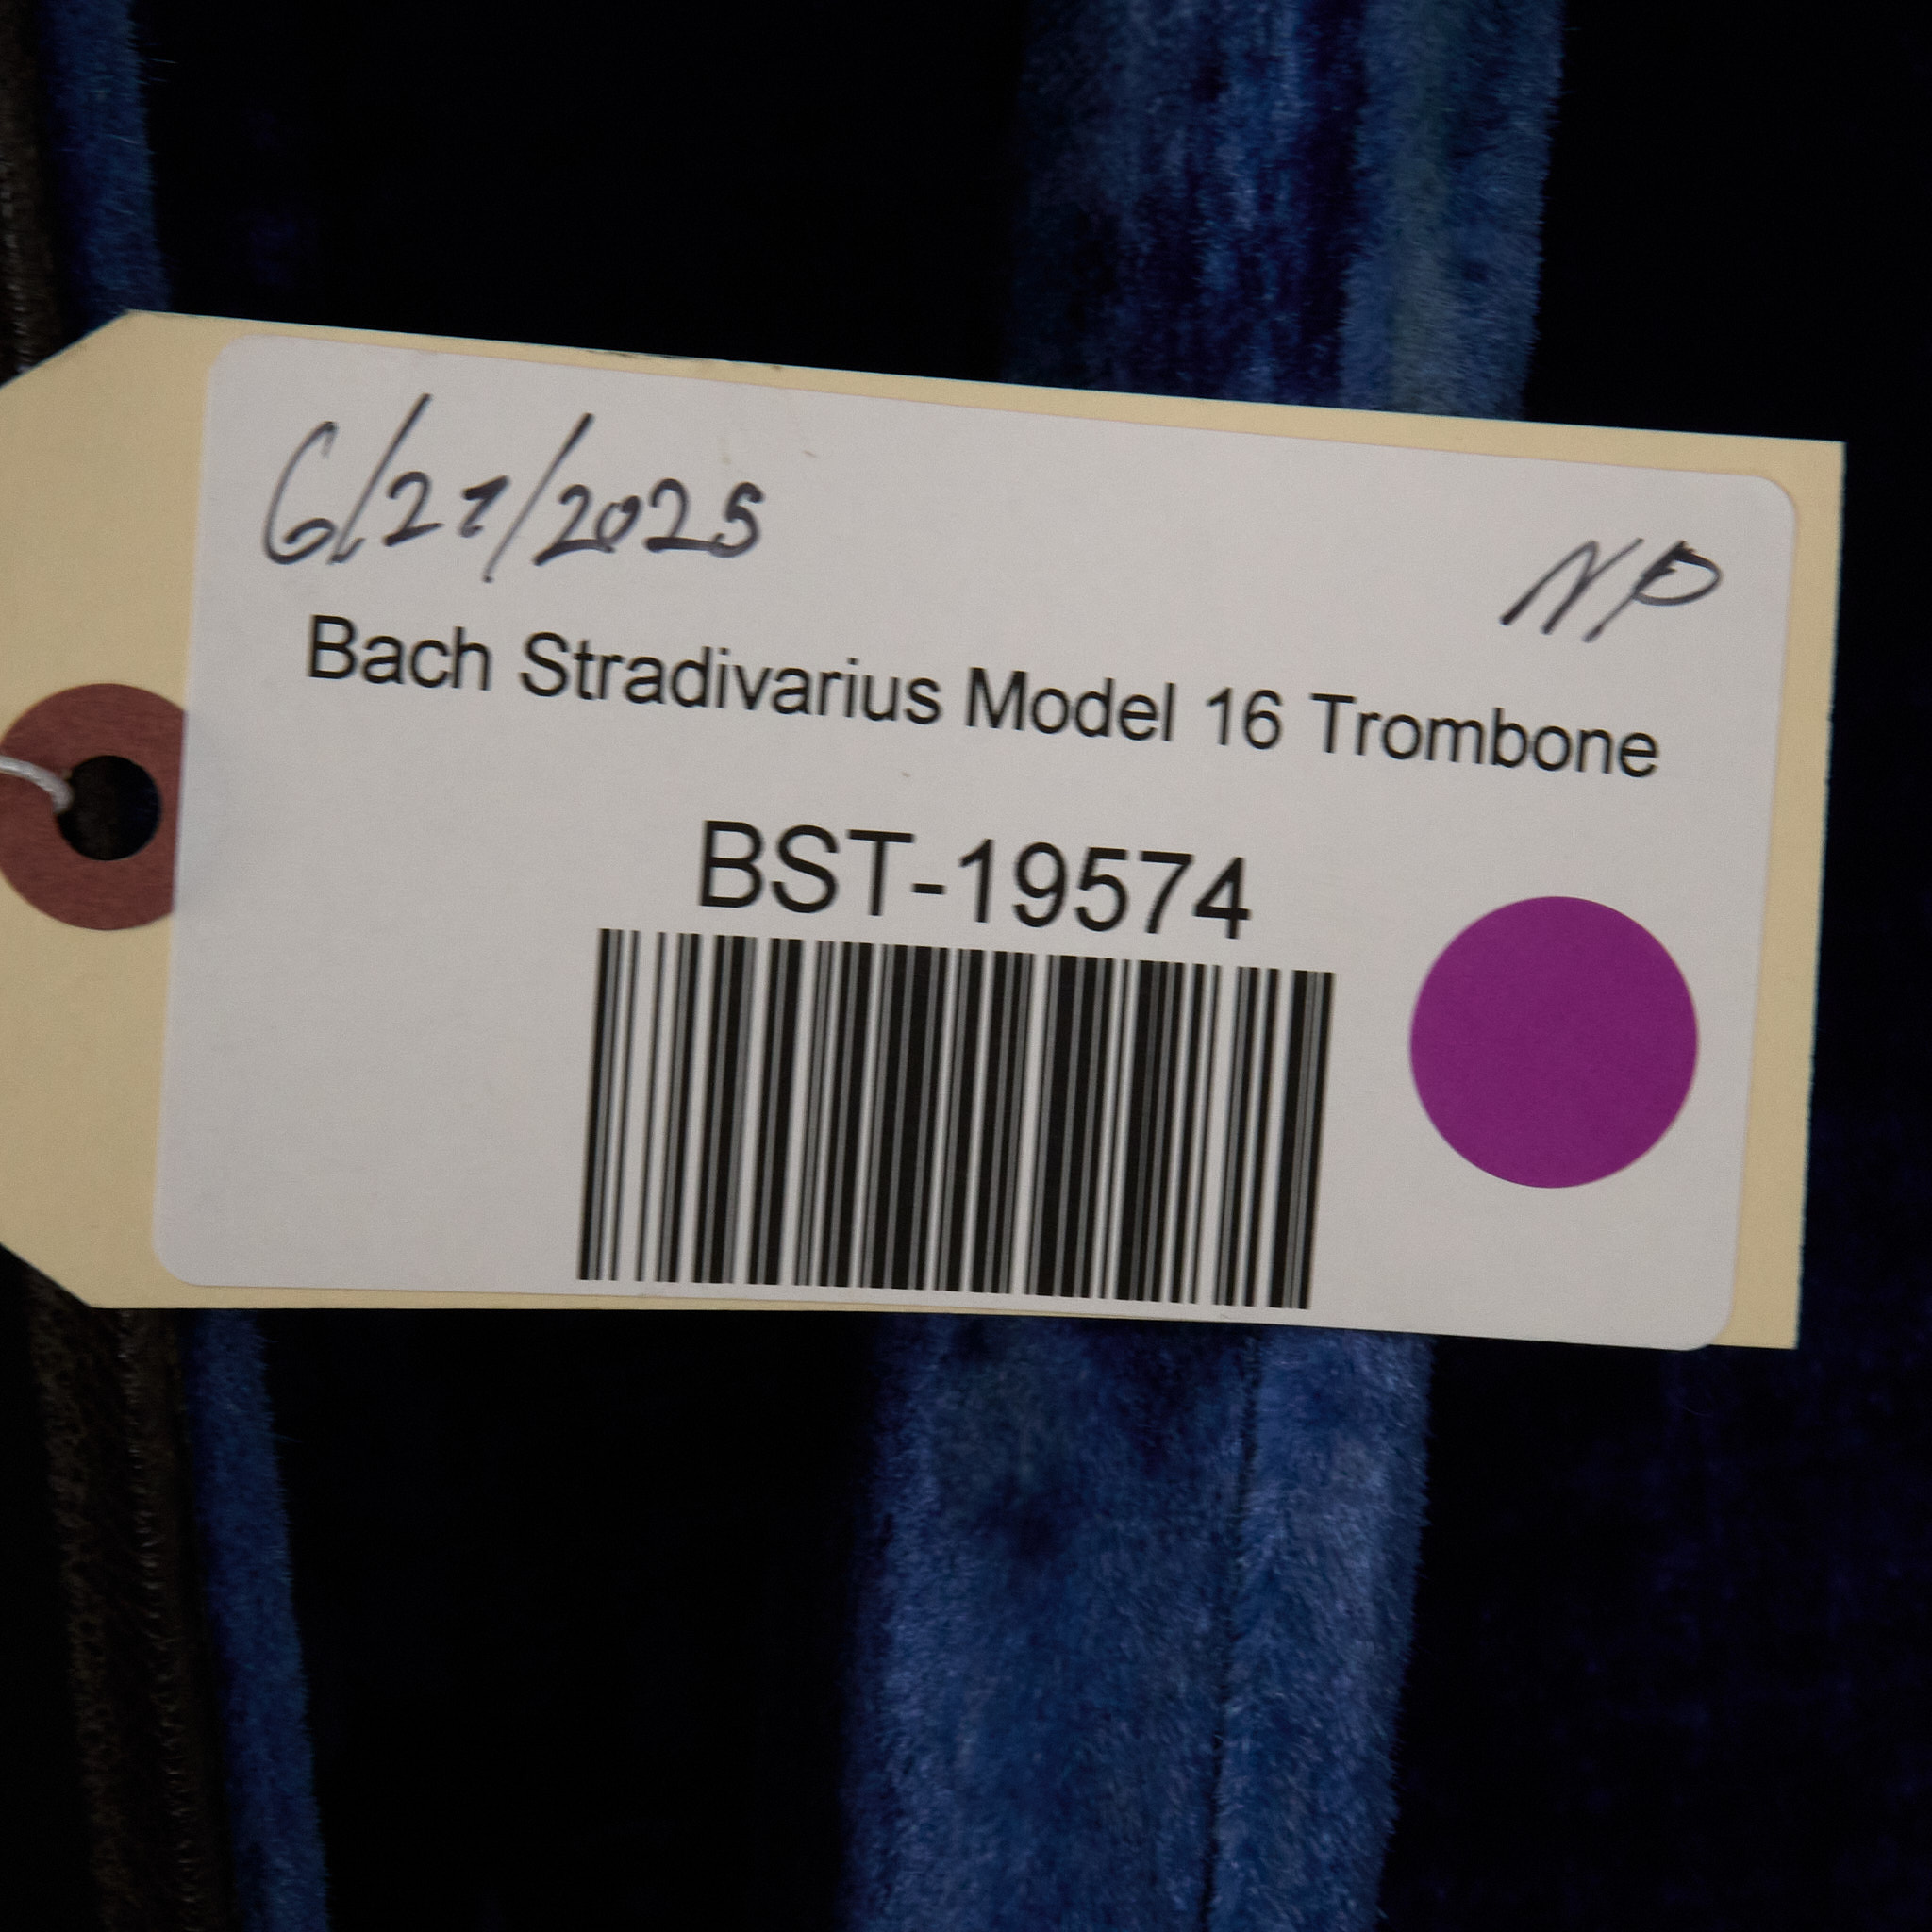 6/27/2025
NP
Bach Stradivarius Model 16 Trombone
BST-19574